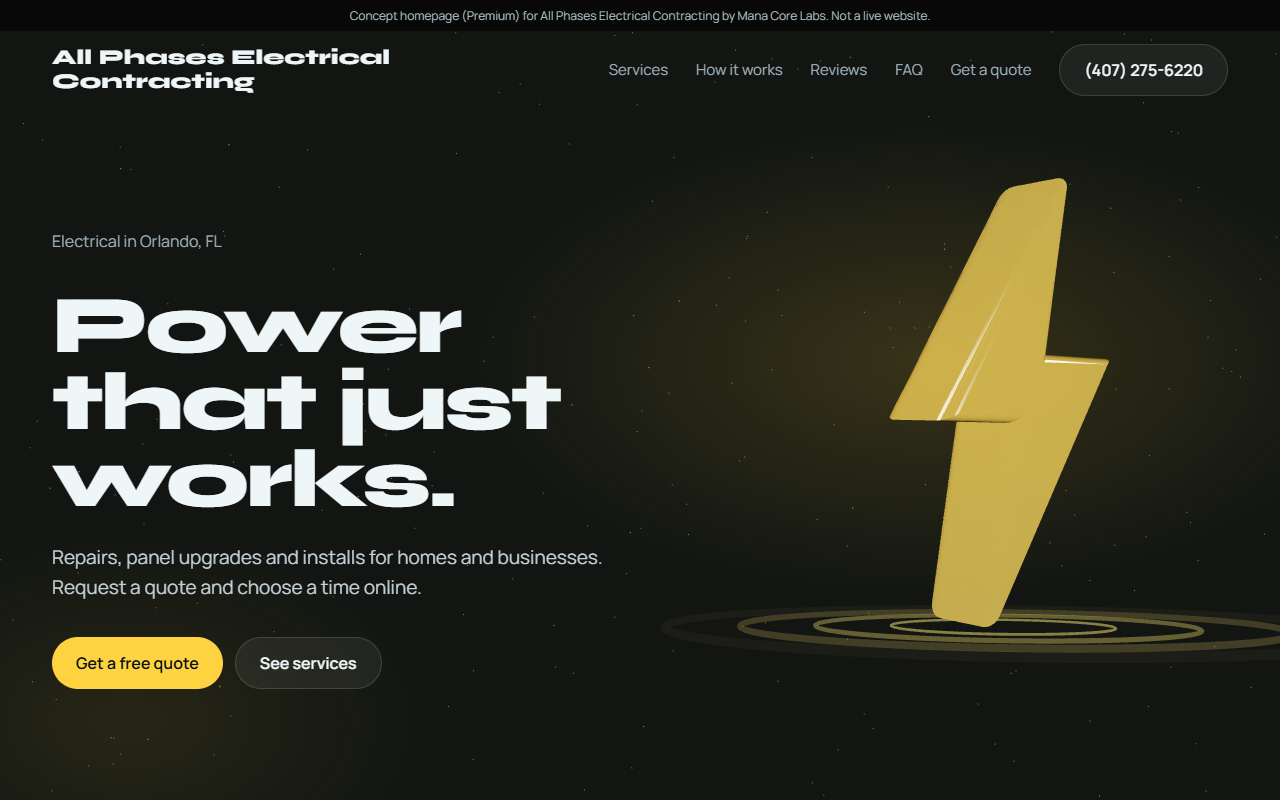 Concept homepage (Premium) for All Phases Electrical Contracting by Mana Core Labs. Not a live website.
All Phases Electrical
Contracting
Services
How it works
Reviews
FAQ
Get a quote
(407) 275-6220
Electrical in Orlando, FL
Power
that just
works.
Repairs, panel upgrades and installs for homes and businesses.
Request a quote and choose a time online.
Get a free quote
See services